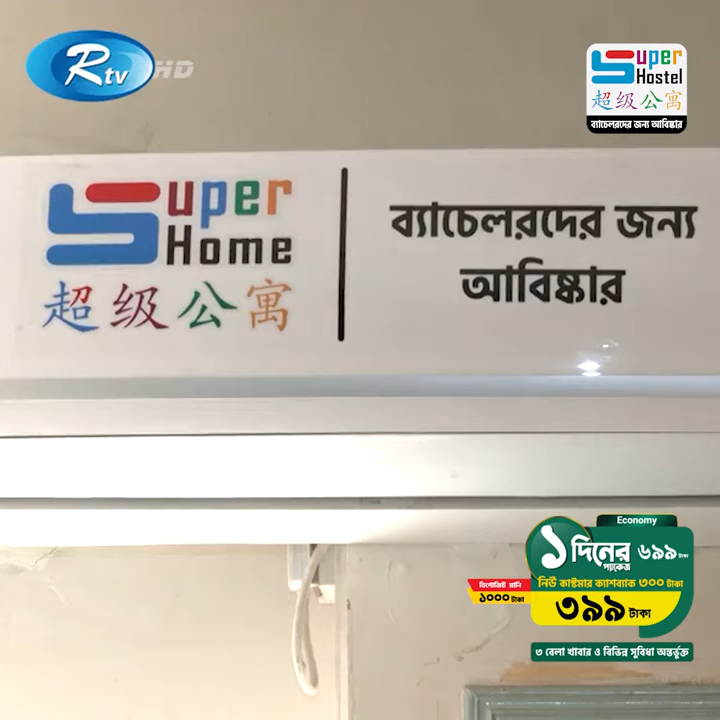 Rtv HD
Super
Hostel
超级公寓
ব্যাচেলরদের জন্য আবিষ্কার
Super
Home
超级公寓
ব্যাচেলরদের জন্য
আবিষ্কার
Economy
১ দিনের ৬৯৯ টাকা
প্যাকেজ
ডিপোজিট মানি
১০০০ টাকা
নিউ কাস্টমার ক্যাশব্যাক ৩০০ টাকা
৩৯৯ টাকা
৩ বেলা খাবার ও বিভিন্ন সুবিধা অন্তর্ভুক্ত